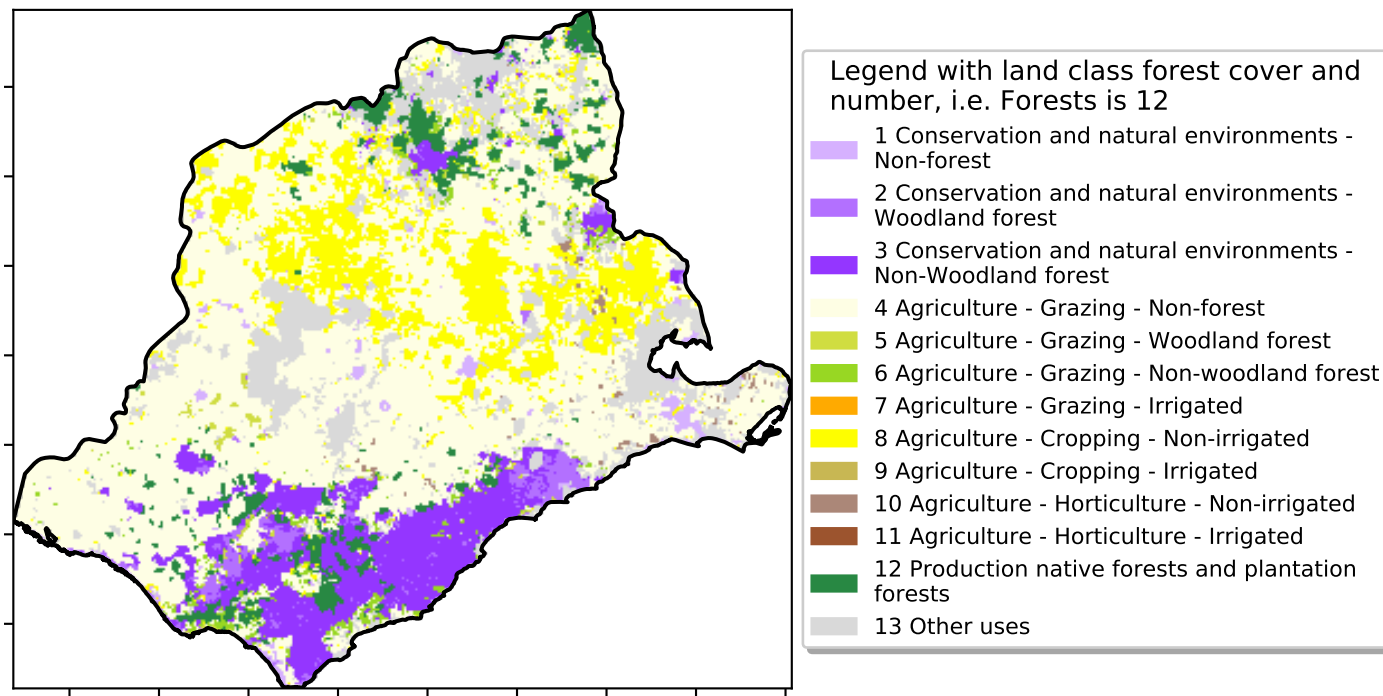 Legend with land class forest cover and
number, i.e. Forests is 12
1 Conservation and natural environments -
Non-forest
2 Conservation and natural environments -
Woodland forest
3 Conservation and natural environments -
Non-Woodland forest
4 Agriculture - Grazing - Non-forest
5 Agriculture - Grazing - Woodland forest
6 Agriculture - Grazing - Non-woodland forest
7 Agriculture - Grazing - Irrigated
8 Agriculture - Cropping - Non-irrigated
9 Agriculture - Cropping - Irrigated
10 Agriculture - Horticulture - Non-irrigated
11 Agriculture - Horticulture - Irrigated
12 Production native forests and plantation
forests
13 Other uses